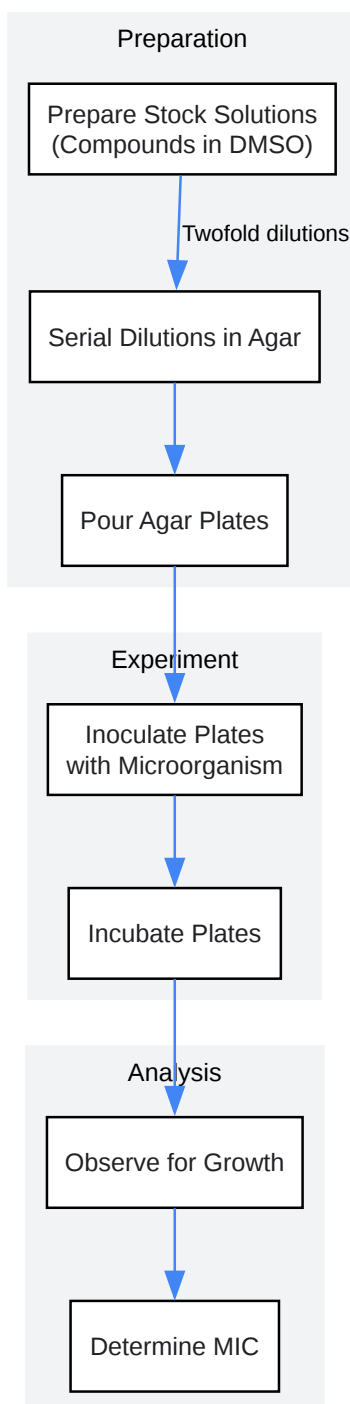 Preparation
Prepare Stock Solutions
(Compounds in DMSO)
Twofold dilutions
Serial Dilutions in Agar
Pour Agar Plates
Experiment
Inoculate Plates
with Microorganism
Incubate Plates
Analysis
Observe for Growth
Determine MIC